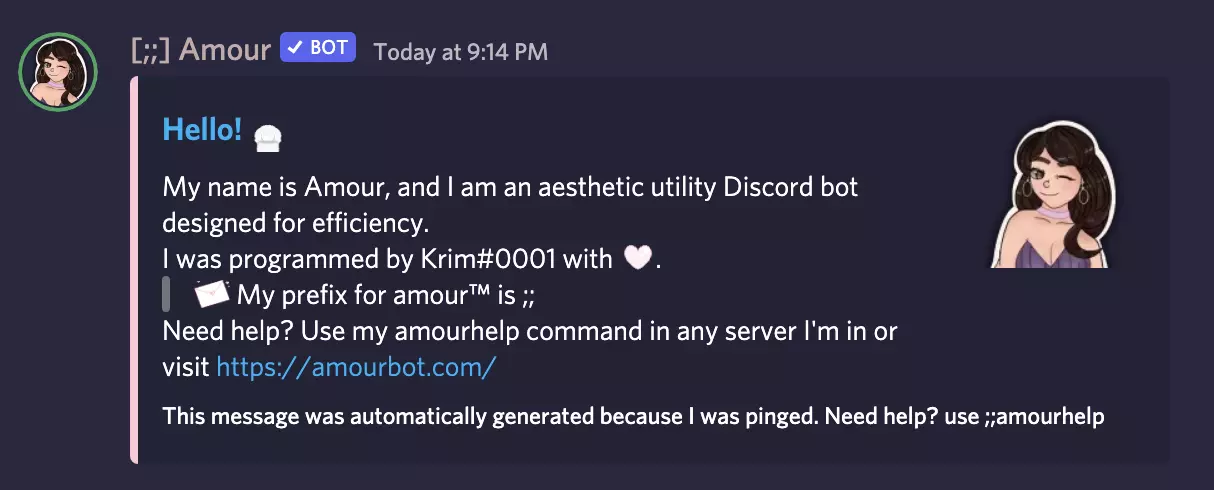 [;;] Amour ✓ BOT Today at 9:14 PM
Hello!
My name is Amour, and I am an aesthetic utility Discord bot
designed for efficiency.
I was programmed by Krim#0001 with 🤍.
My prefix for amour™ is ;;
Need help? Use my amourhelp command in any server I'm in or
visit https://amourbot.com/
This message was automatically generated because I was pinged. Need help? use ;;amourhelp